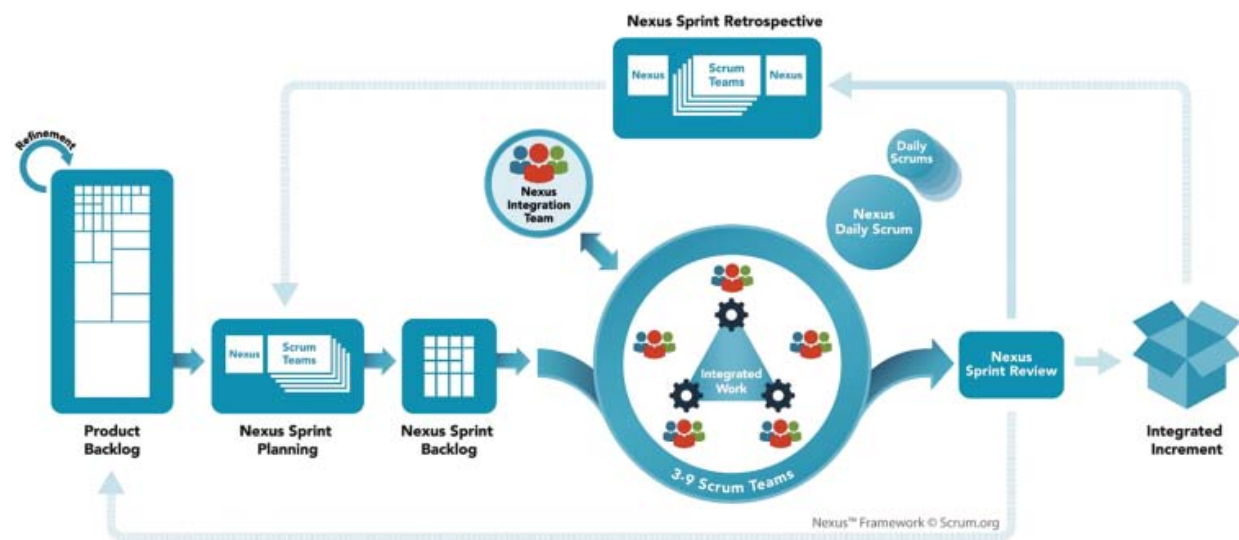 Nexus Sprint Retrospective
Nexus
Scrum
Teams
Nexus
Refinement
Nexus
Integration
Team
Daily
Scrums
Nexus
Daily Scrum
Nexus
Scrum
Teams
Integrated
Work
Nexus
Sprint Review
Product
Backlog
Nexus Sprint
Planning
Nexus Sprint
Backlog
3-9 Scrum Teams
Integrated
Increment
Nexus™ Framework © Scrum.org